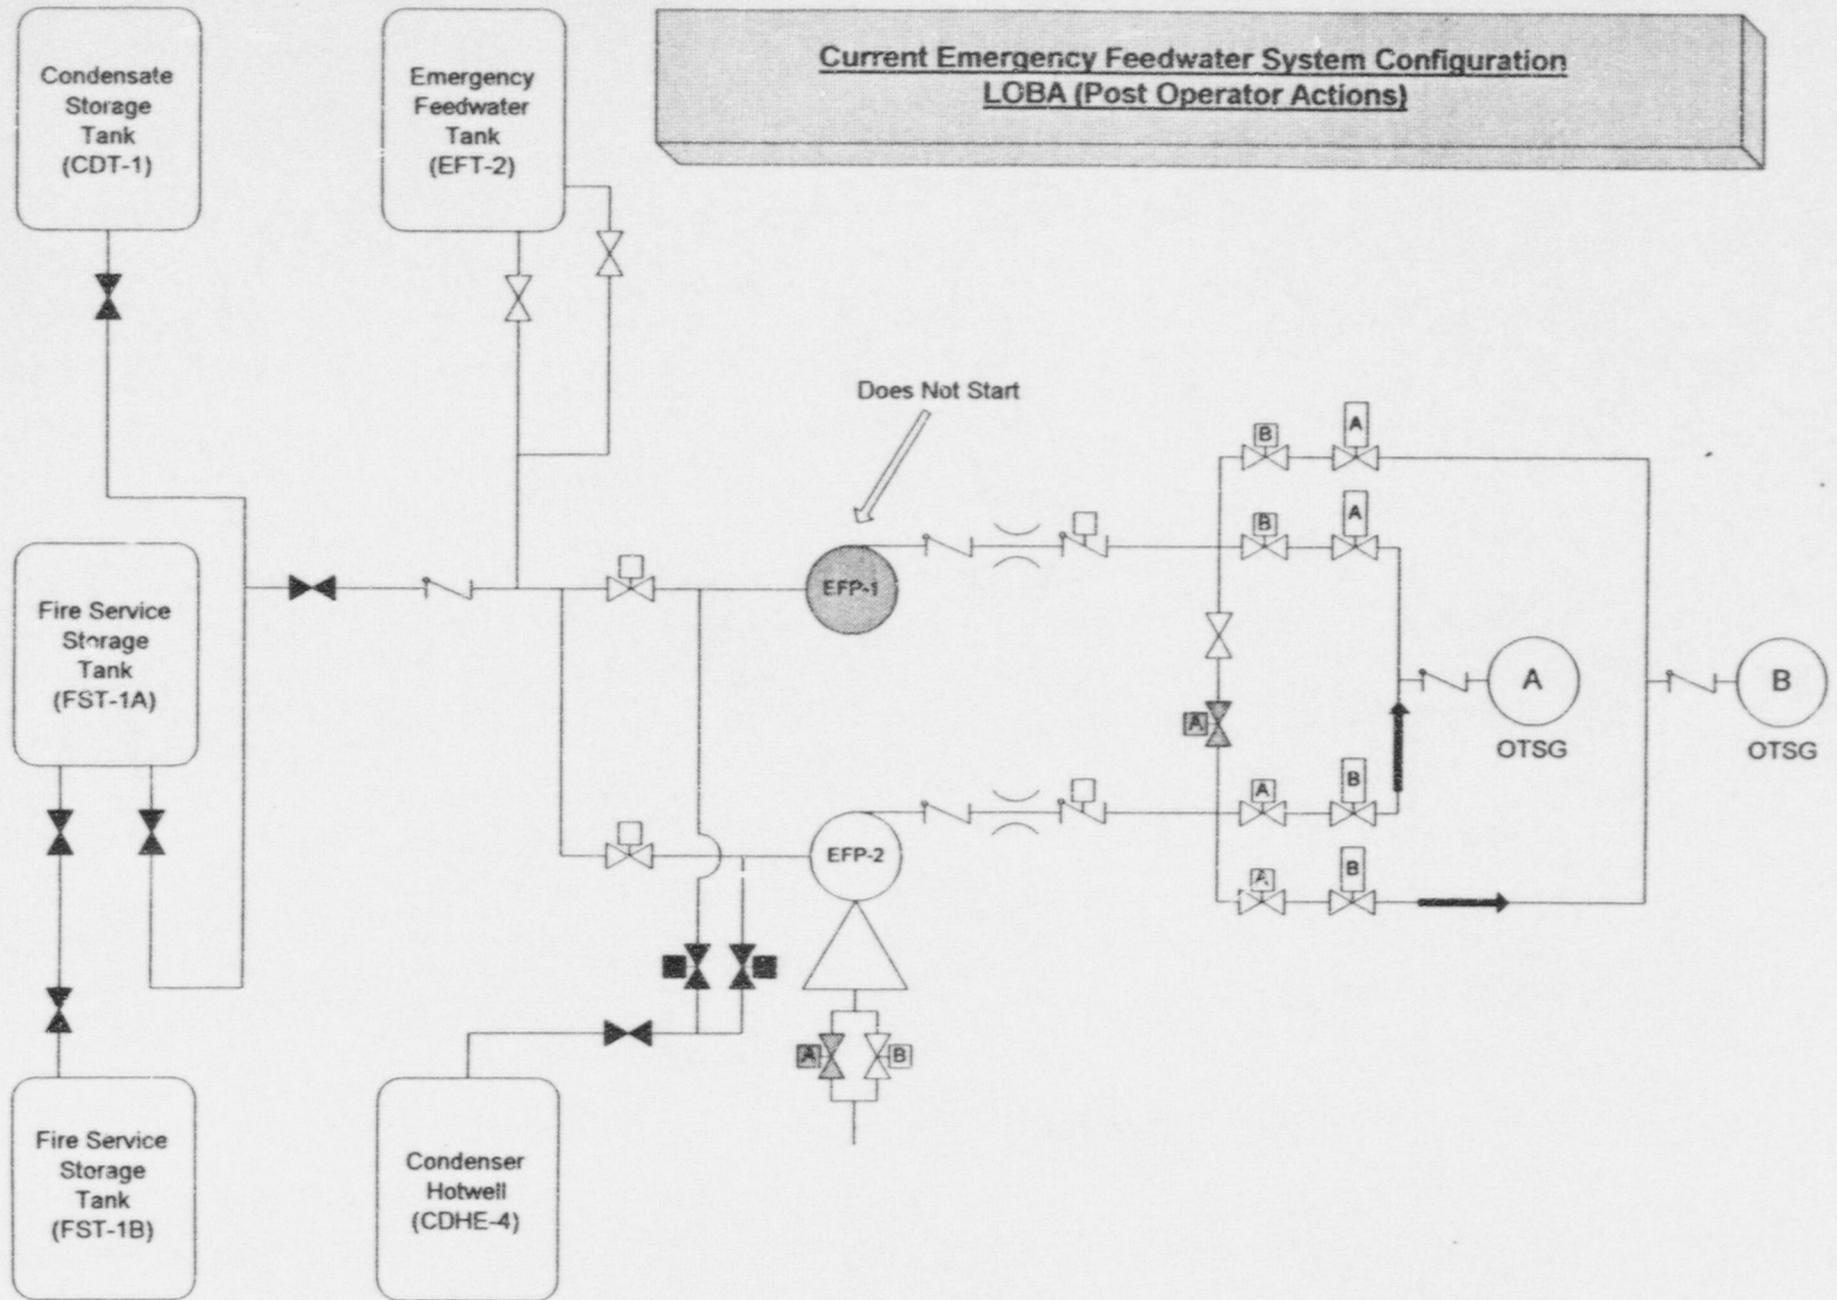 Current Emergency Feedwater System Configuration
LOBA (Post Operator Actions)
Condensate
Storage
Tank
(CDT-1)
Emergency
Feedwater
Tank
(EFT-2)
Does Not Start
B
A
B
A
EFP-1
Fire Service
Storage
Tank
(FST-1A)
A
A
OTSG
B
OTSG
A
B
EFP-2
A
B
A
B
Fire Service
Storage
Tank
(FST-1B)
Condenser
Hotwell
(CDHE-4)